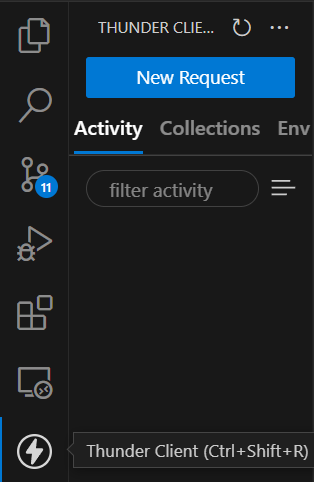 THUNDER CLIE...
New Request
Activity Collections Env
filter activity
11
Thunder Client (Ctrl+Shift+R)